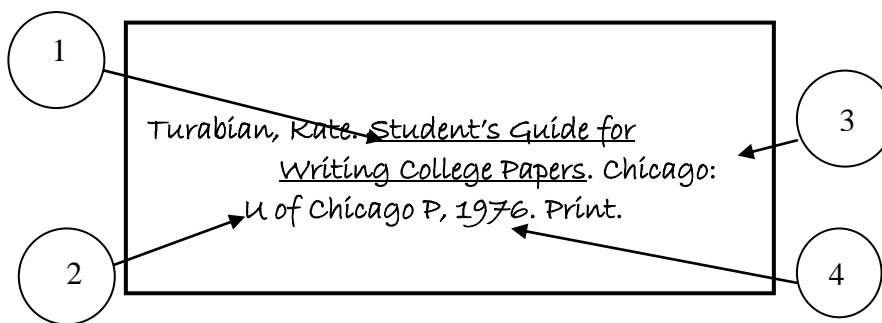 1
Turabian, Kate. Student's Guide for
3
Writing College Papers. Chicago:
U of Chicago P, 1976. Print.
2
4